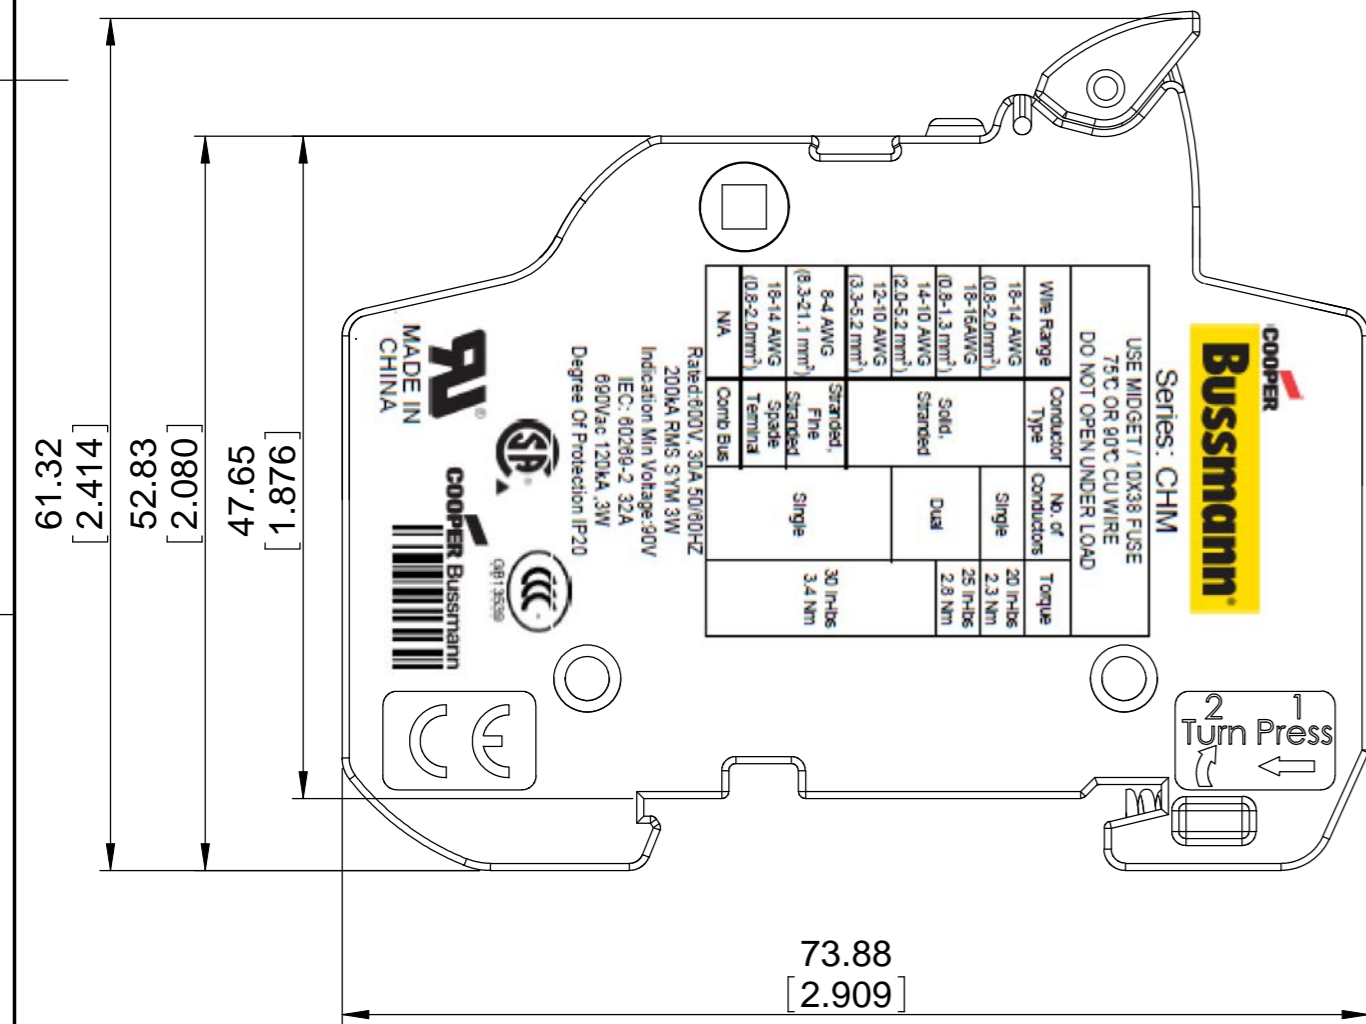 61.32
[2.414]
52.83
[2.080]
47.65
[1.876]
73.88
[2.909]
COOPER
Bussmann®
Series: CHM
USE MIDGET / 10X38 FUSE
75℃ OR 90℃ CU WIRE
DO NOT OPEN UNDER LOAD
Wire Range
Conductor Type
No. of Conductors
Torque
18-14 AWG
(0.8-2.0mm²)
Single
20 in-lbs
2.3 Nm
18-16AWG
(0.8-1.3 mm²)
25 in-lbs
2.8 Nm
14-10 AWG
(2.0-5.2 mm²)
Solid,
Stranded
Dual
12-10 AWG
(3.3-5.2 mm²)
8-4 AWG
(8.3-21.1 mm²)
Stranded,
Fine
Stranded
Single
30 in-lbs
3.4 Nm
18-14 AWG
(0.8-2.0mm²)
Spade
Terminal
N/A
Comb Bus
Rated:600V, 30A 50/60HZ
200kA RMS SYM 3W
Indication Min Voltage:90V
IEC: 60269-2 32A
690Vac 120kA ,3W
Degree Of Protection IP20
MADE IN
CHINA
COOPER Bussmann
GB13539
2 1
Turn Press